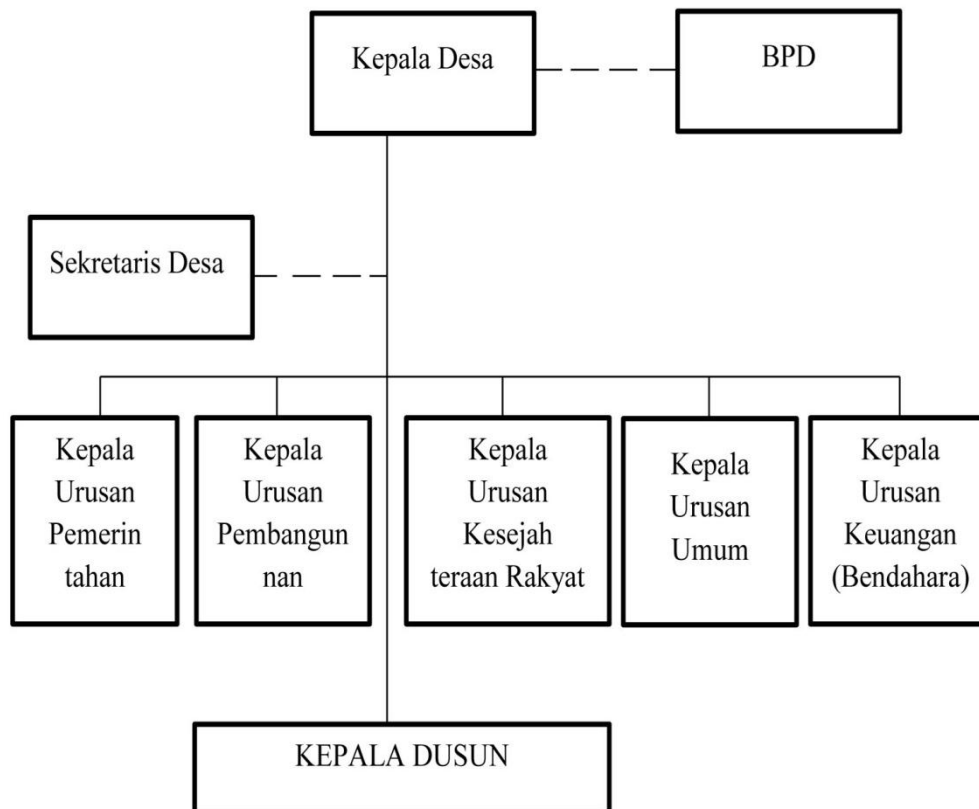 Kepala Desa
BPD
Sekretaris Desa
Kepala
Urusan
Pemerin
tahan
Kepala
Urusan
Pembangun
nan
Kepala
Urusan
Kesejah
teraan Rakyat
Kepala
Urusan
Umum
Kepala
Urusan
Keuangan
(Bendahara)
KEPALA DUSUN